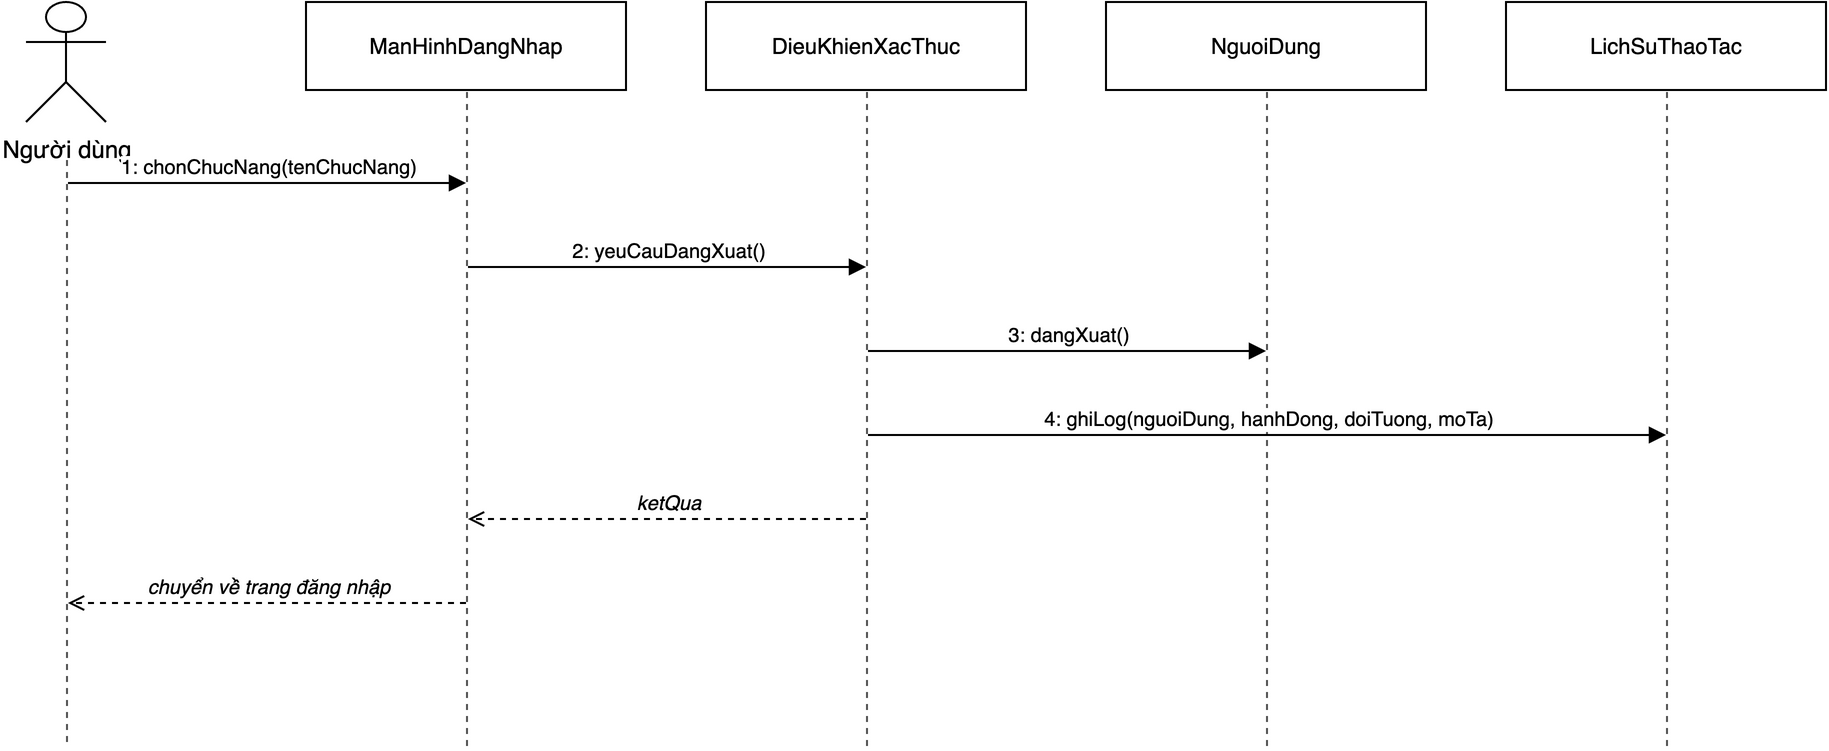 ManHinhDangNhap
DieuKhienXacThuc
NguoiDung
LichSuThaoTac
Người dùng
1: chonChucNang(tenChucNang)
2: yeuCauDangXuat()
3: dangXuat()
4: ghiLog(nguoiDung, hanhDong, doiTuong, moTa)
ketQua
chuyển về trang đăng nhập